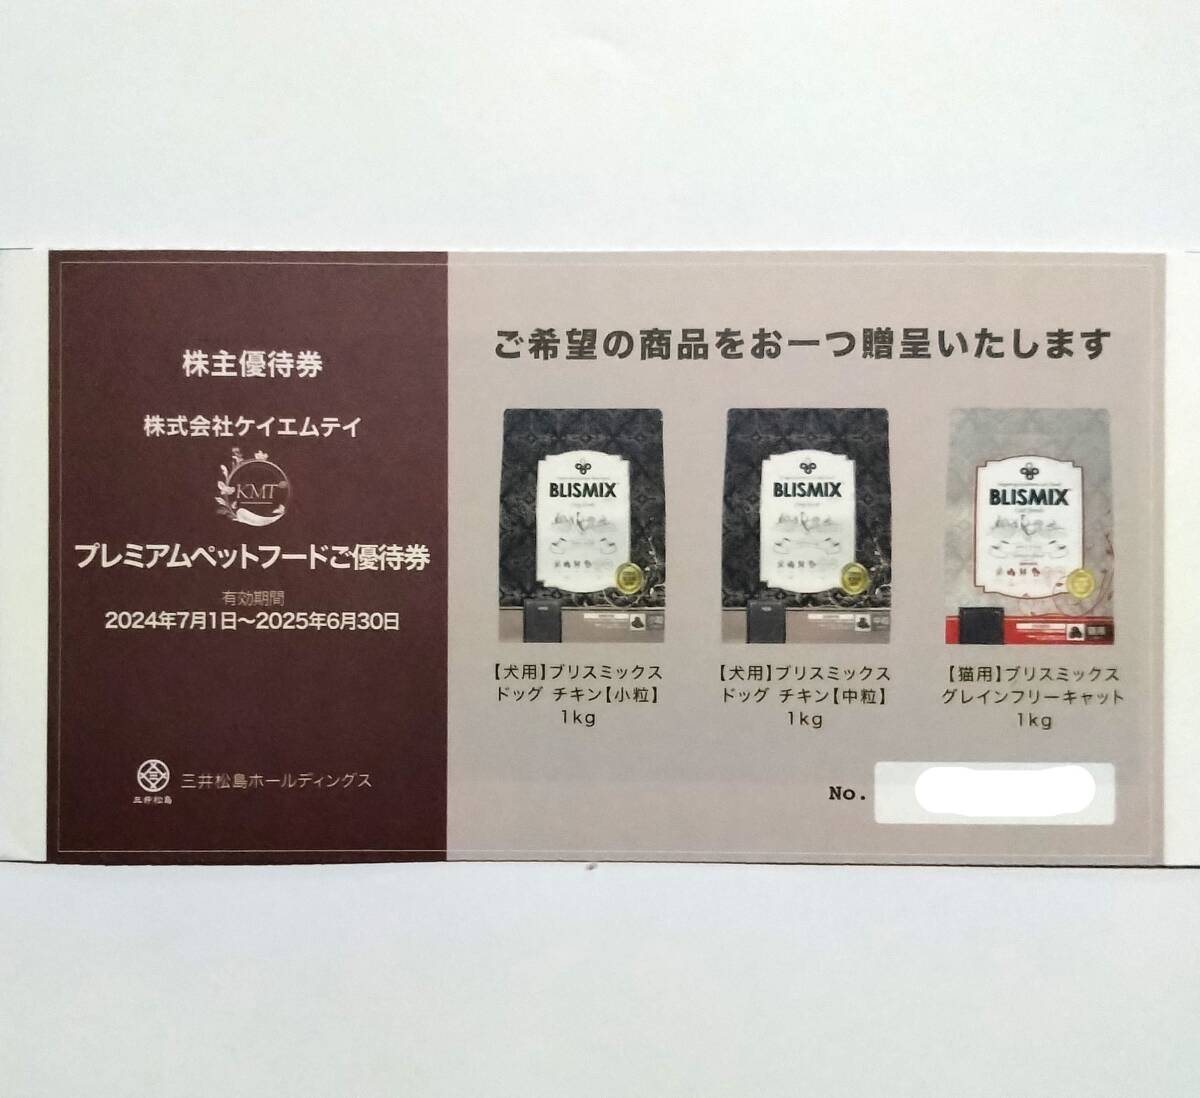 株主優待券
株式会社ケイエムテイ
KMT
プレミアムペットフードご優待券
有効期間
2024年7月1日～2025年6月30日
三井松島
三井松島ホールディングス
ご希望の商品をお一つ贈呈いたします
BLISMIX
BLISMIX
BLISMIX
【犬用】ブリスミックス
ドッグ チキン【小粒】
1kg
【犬用】ブリスミックス
ドッグ チキン【中粒】
1kg
【猫用】ブリスミックス
グレインフリーキャット
1kg
No.